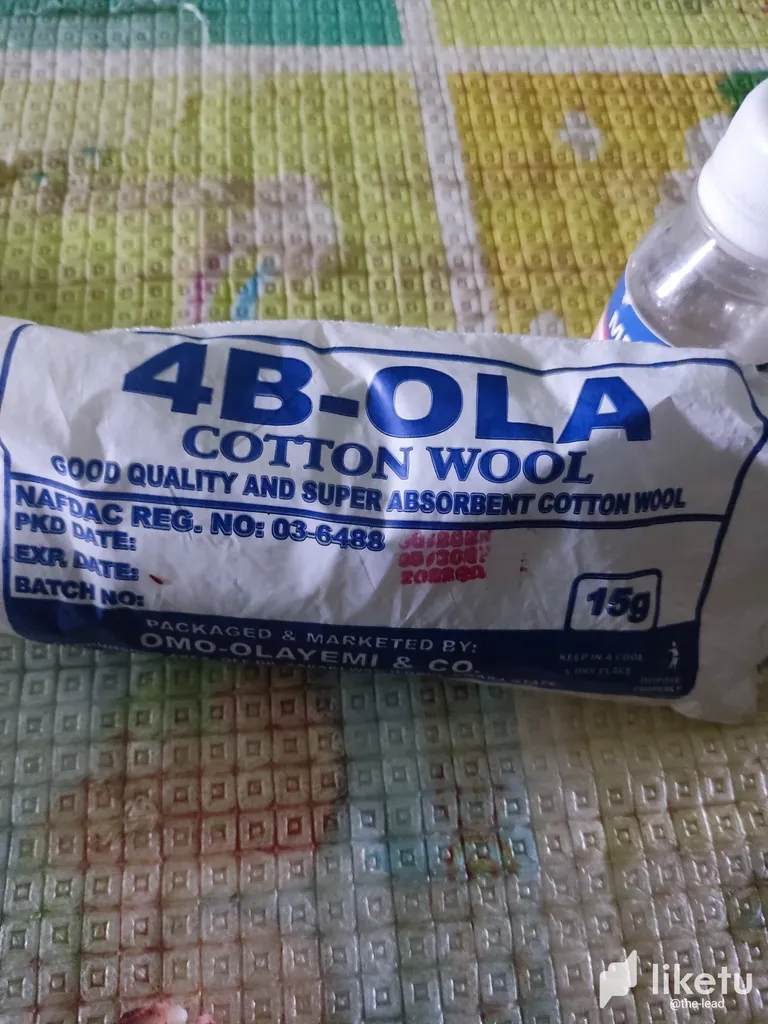 4B-OLA
COTTON WOOL
GOOD QUALITY AND SUPER ABSORBENT COTTON WOOL
NAFDAC REG. NO: 03-6488
PKD DATE:
EXP. DATE:
BATCH NO:
15g
PACKAGED & MARKETED BY:
OMO-OLAYEMI & CO.
KEEP IN A COOL
& DRY PLACE
liketu
@the-lead